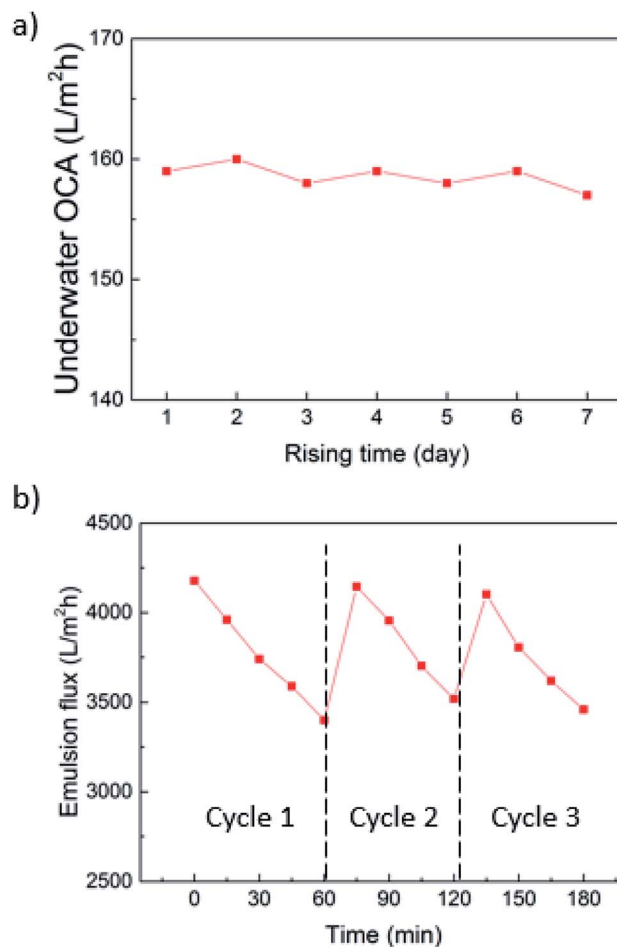 a)
Underwater OCA (L/m²h)
170
160
150
140
1 2 3 4 5 6 7
Rising time (day)
b)
Emulsion flux (L/m²h)
4500
4000
3500
3000
2500
Cycle 1 Cycle 2 Cycle 3
0 30 60 90 120 150 180
Time (min)